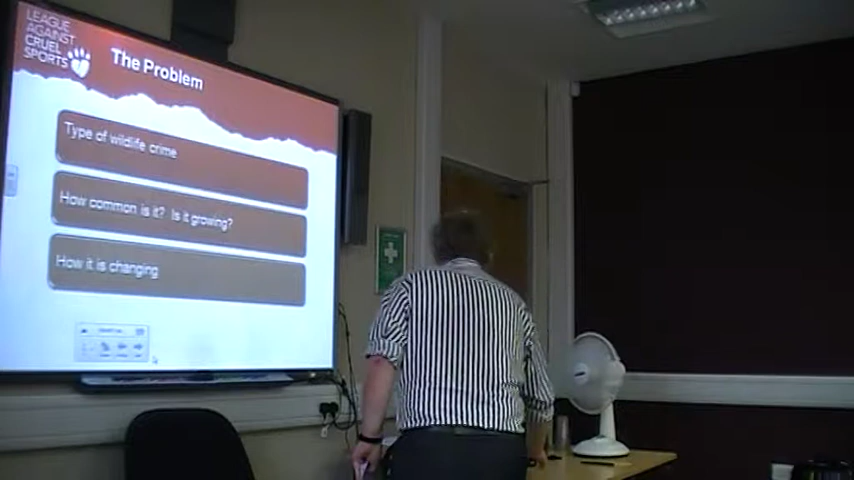 LEAGUE
AGAINST
CRUEL
SPORTS
The Problem
Type of wildlife crime
How common is it? Is it growing?
How it is changing